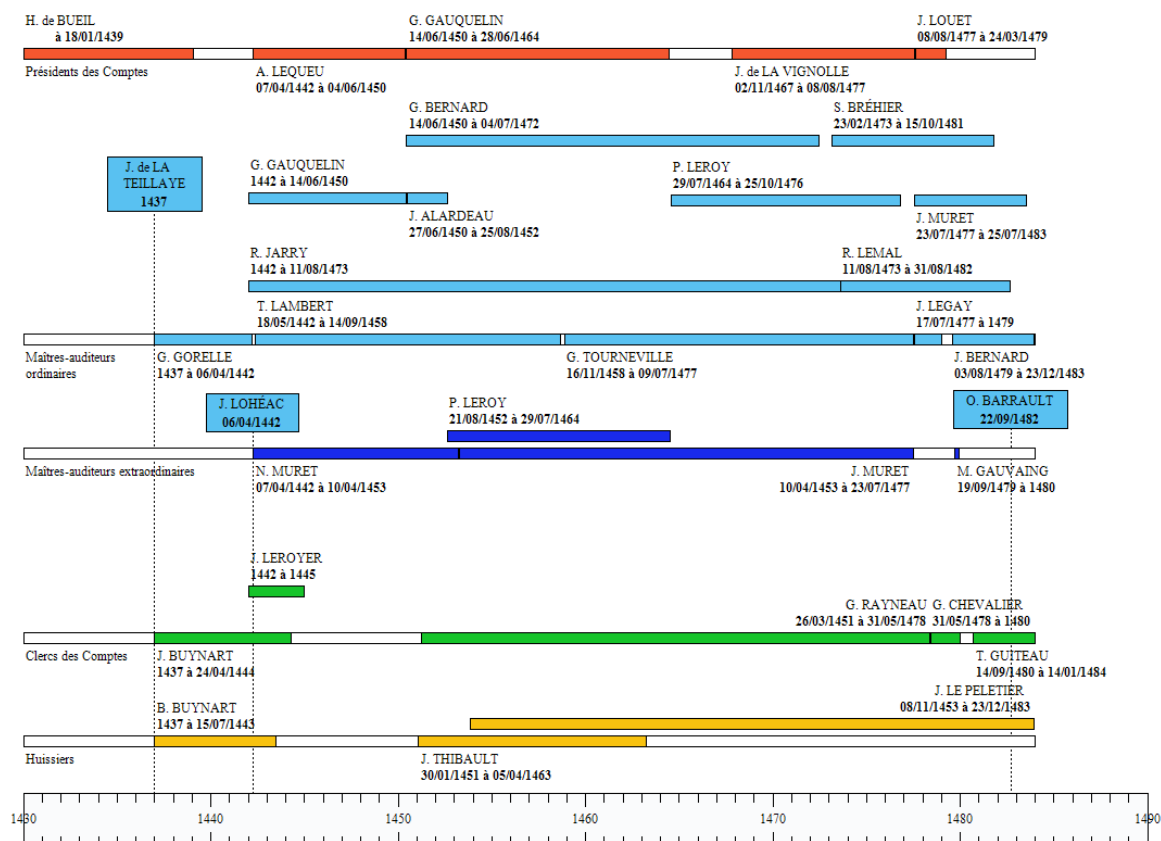 H. de BUEIL
à 18/01/1439
G. GAUQUELIN
14/06/1450 à 28/06/1464
J. LOUET
08/08/1477 à 24/03/1479
Présidents des Comptes
A. LEQUEU
07/04/1442 à 04/06/1450
J. de LA VIGNOLLE
02/11/1467 à 08/08/1477
G. BERNARD
14/06/1450 à 04/07/1472
S. BRÉHIER
23/02/1473 à 15/10/1481
J. de LA
TEILLAYE
1437
G. GAUQUELIN
1442 à 14/06/1450
P. LEROY
29/07/1464 à 25/10/1476
J. ALARDEAU
27/06/1450 à 25/08/1452
J. MURET
23/07/1477 à 25/07/1483
R. JARRY
1442 à 11/08/1473
R. LEMAL
11/08/1473 à 31/08/1482
T. LAMBERT
18/05/1442 à 14/09/1458
J. LEGAY
17/07/1477 à 1479
Maîtres-auditeurs
ordinaires
G. GORELLE
1437 à 06/04/1442
G. TOURNEVILLE
16/11/1458 à 09/07/1477
J. BERNARD
03/08/1479 à 23/12/1483
J. LOHÉAC
06/04/1442
P. LEROY
21/08/1452 à 29/07/1464
O. BARRAULT
22/09/1482
Maîtres-auditeurs extraordinaires
N. MURET
07/04/1442 à 10/04/1453
J. MURET
10/04/1453 à 23/07/1477
M. GAUVAING
19/09/1479 à 1480
J. LEROYER
1442 à 1445
G. RAYNEAU
26/03/1451 à 31/05/1478
G. CHEVALIER
31/05/1478 à 1480
Clercs des Comptes
J. BUYNART
1437 à 24/04/1444
T. GUITEAU
14/09/1480 à 14/01/1484
B. BUYNART
1437 à 15/07/1443
J. LE PELETIER
08/11/1453 à 23/12/1483
Huissiers
J. THIBAULT
30/01/1451 à 05/04/1463
1430 1440 1450 1460 1470 1480 1490